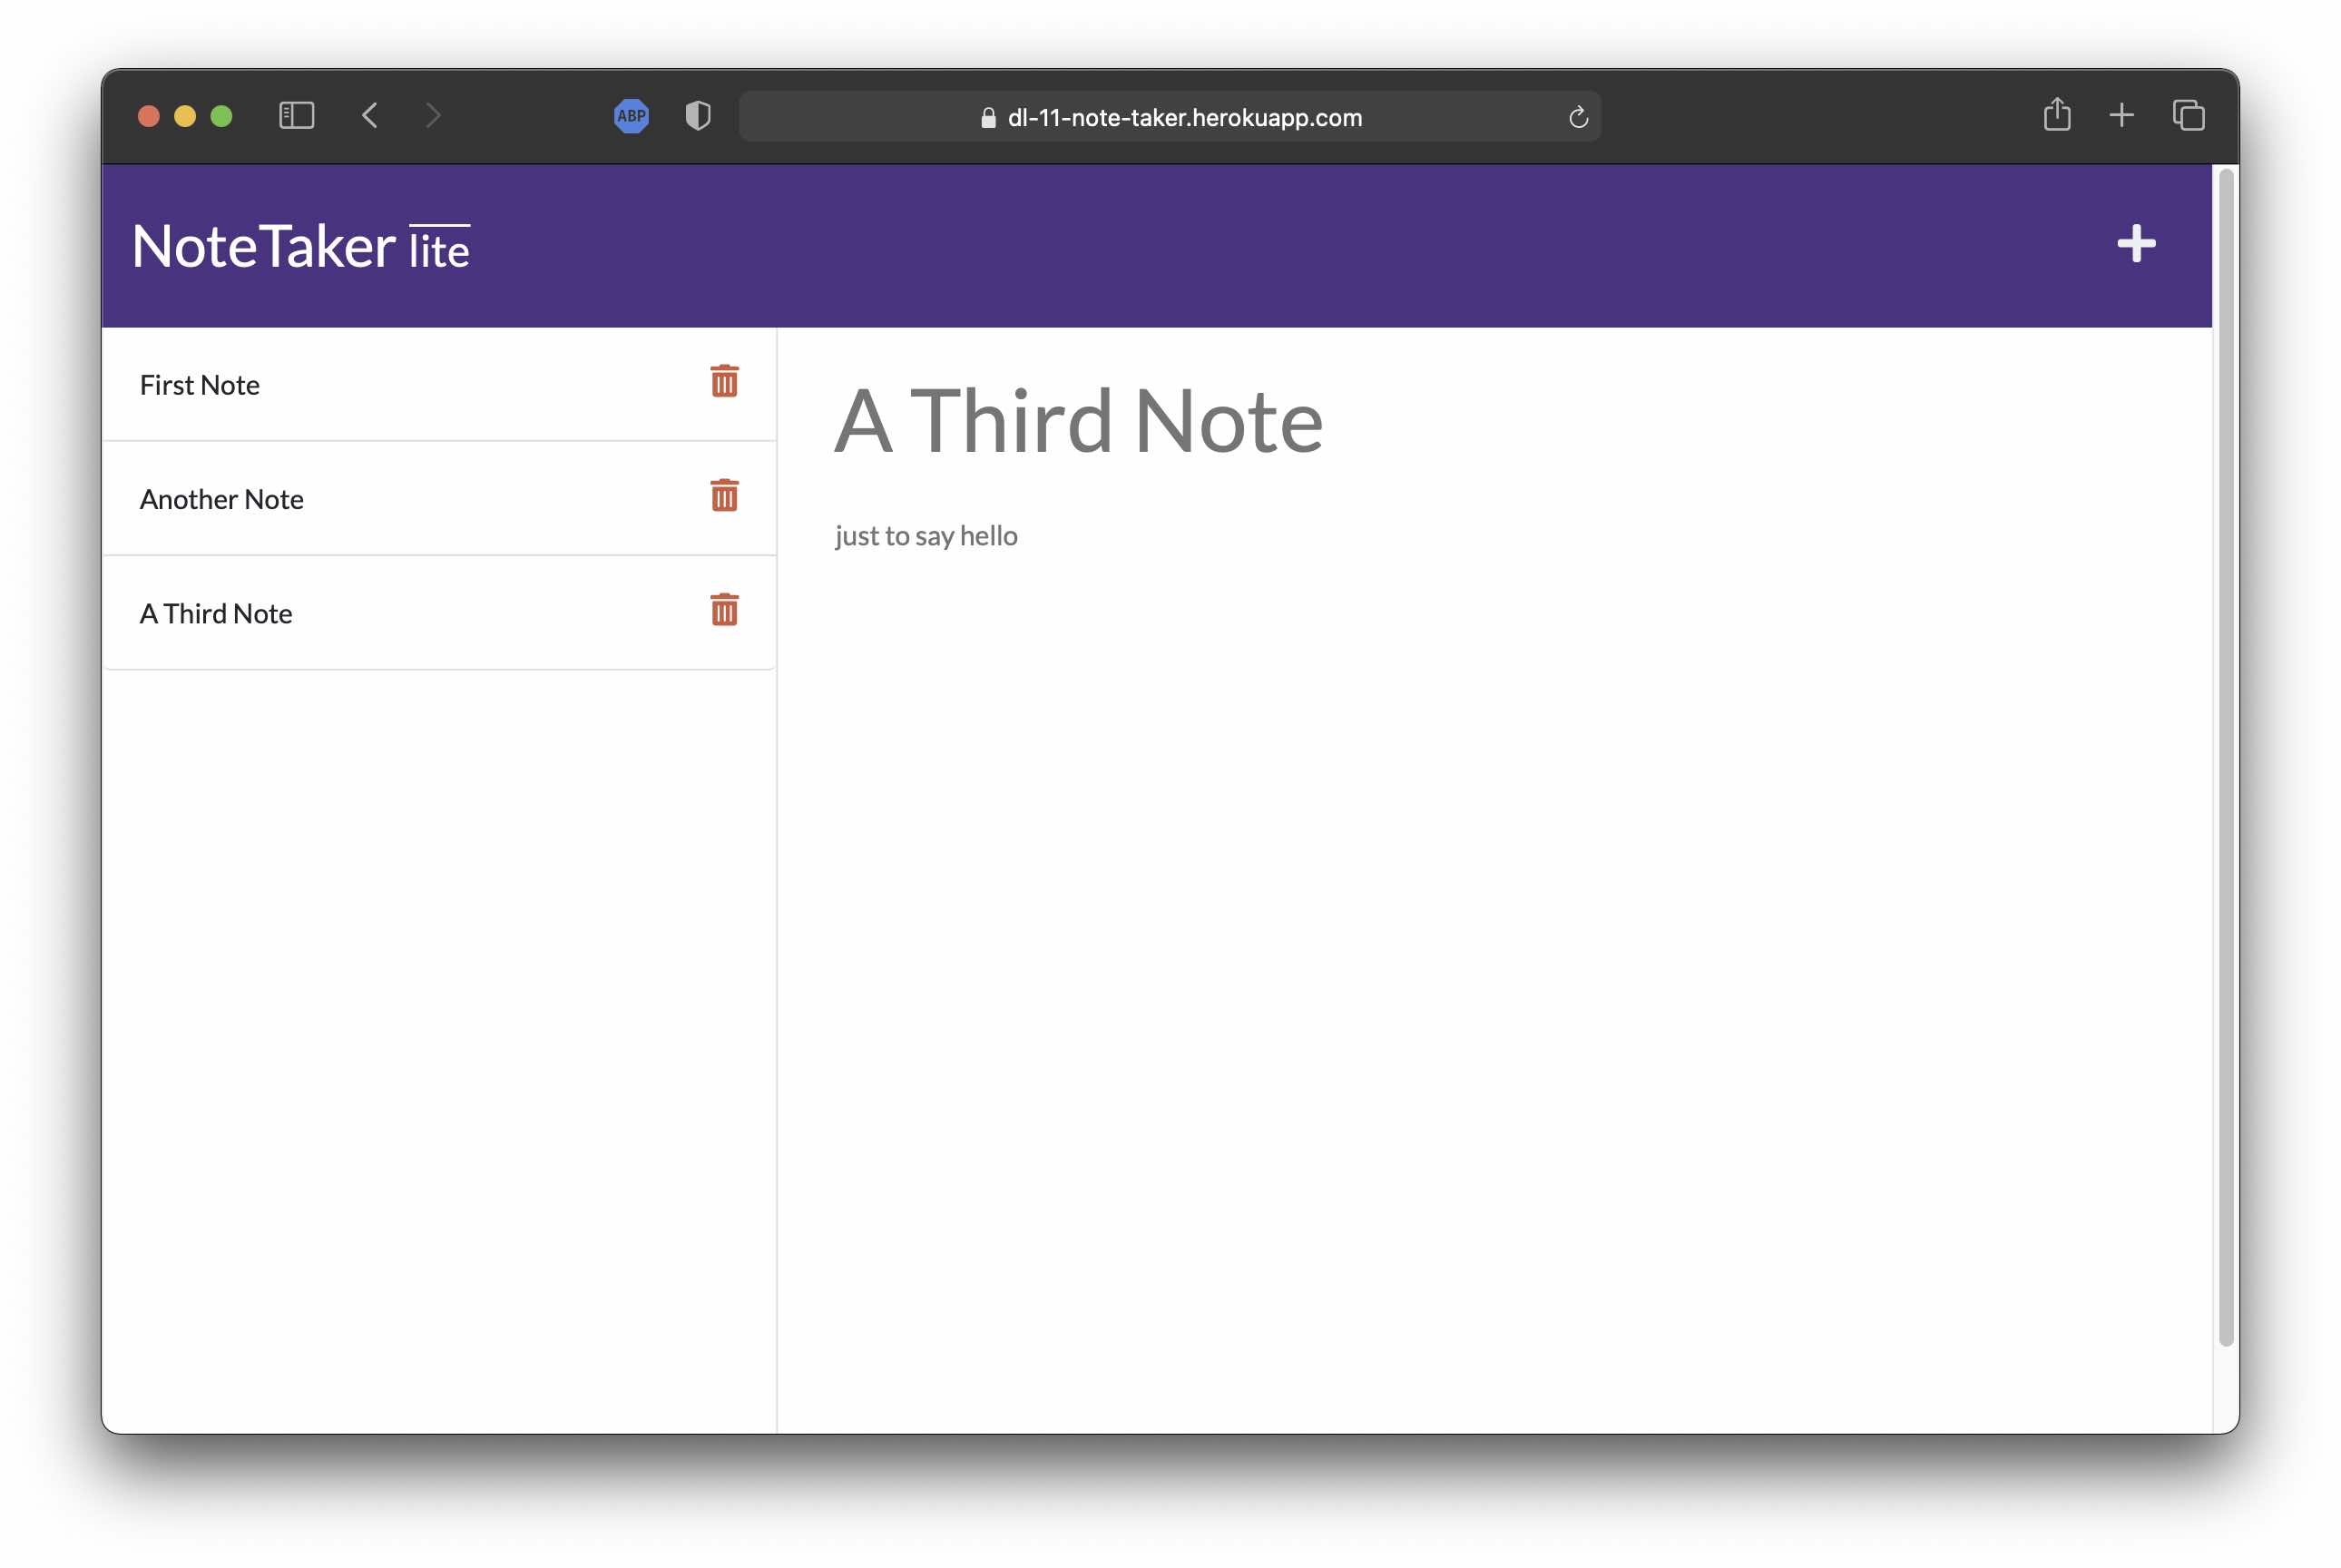 ABP
dl-11-note-taker.herokuapp.com
NoteTaker lite
First Note
Another Note
A Third Note
A Third Note
just to say hello